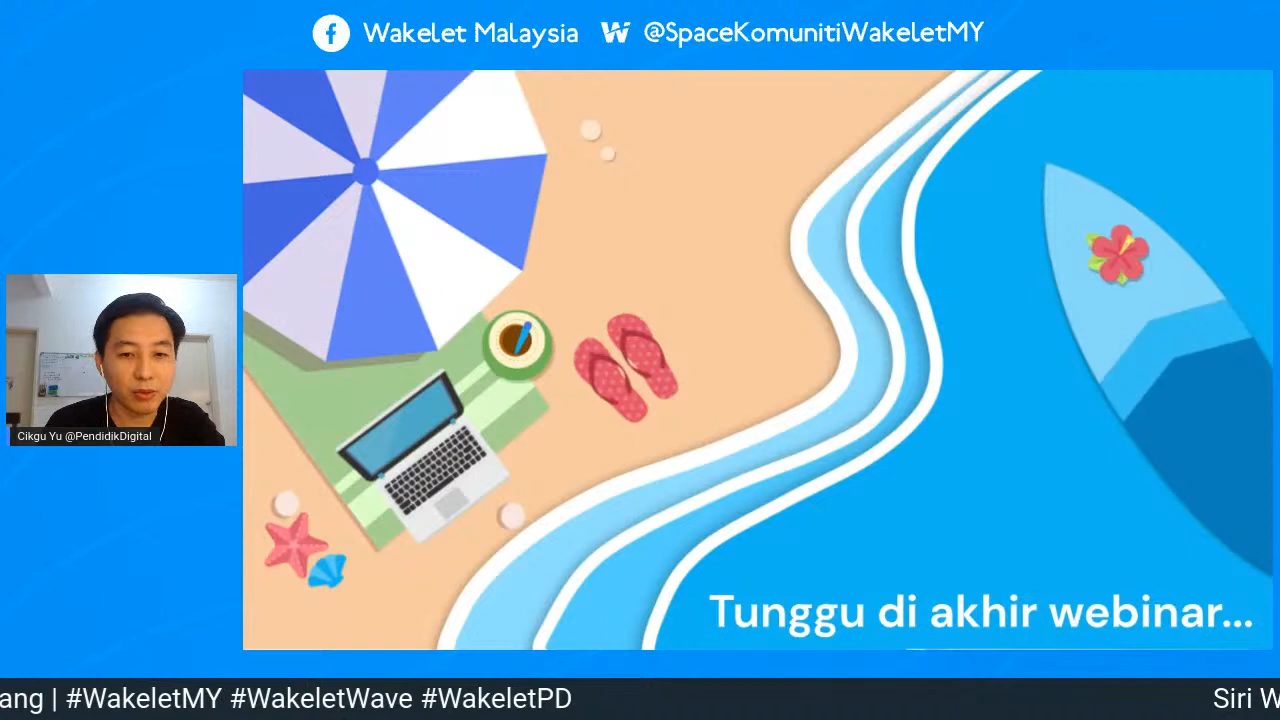 Wakelet Malaysia @SpaceKomunitiWakeletMY
Cikgu Yu @PendidikDigital
Tunggu di akhir webinar...
ang | #WakeletMY #WakeletWave #WakeletPD
Siri W